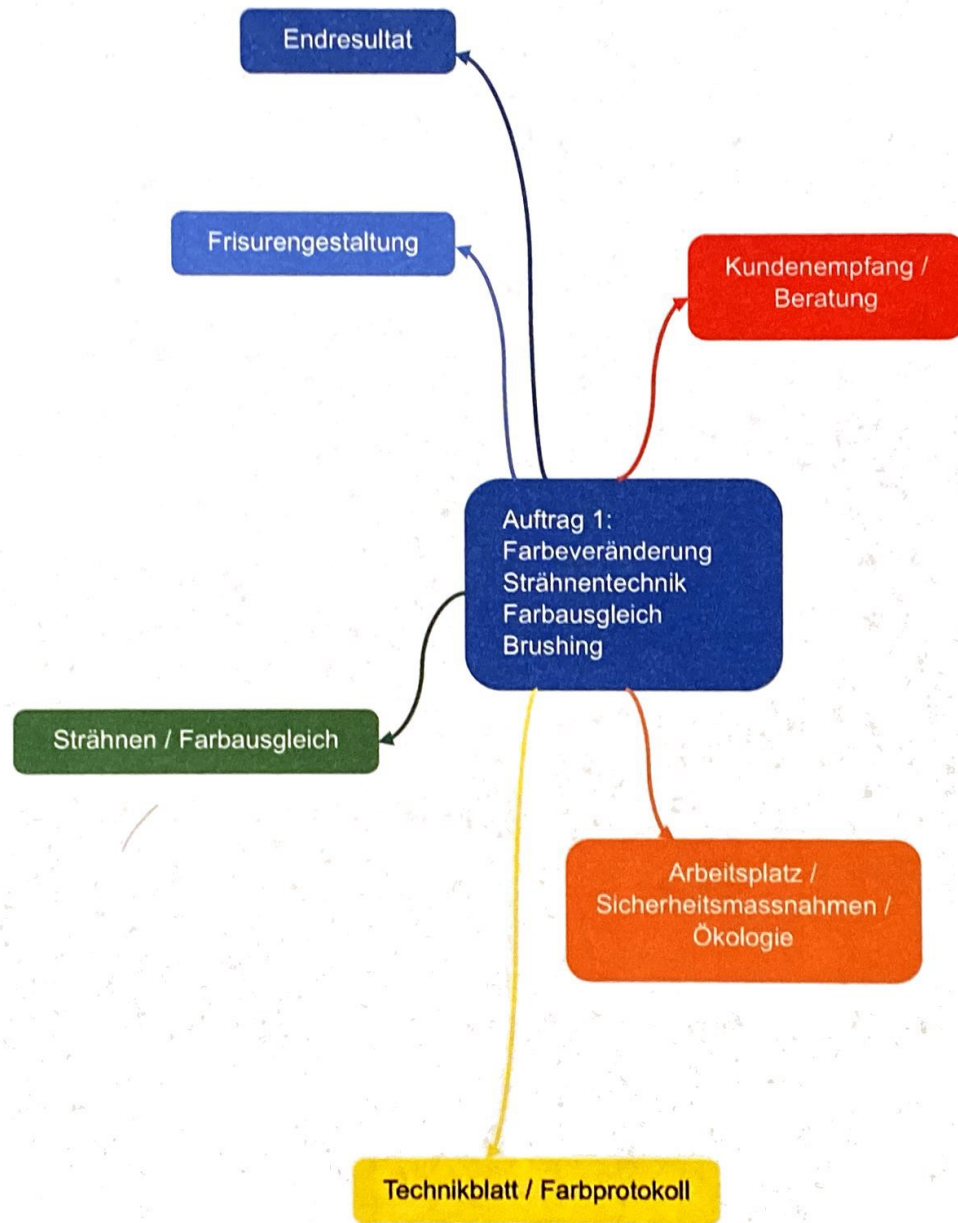 Endresultat
Frisurengestaltung
Kundenempfang /
Beratung
Auftrag 1:
Farbeveränderung
Strähnentechnik
Farbausgleich
Brushing
Strähnen / Farbausgleich
Arbeitsplatz /
Sicherheitsmassnahmen /
Ökologie
Technikblatt / Farbprotokoll